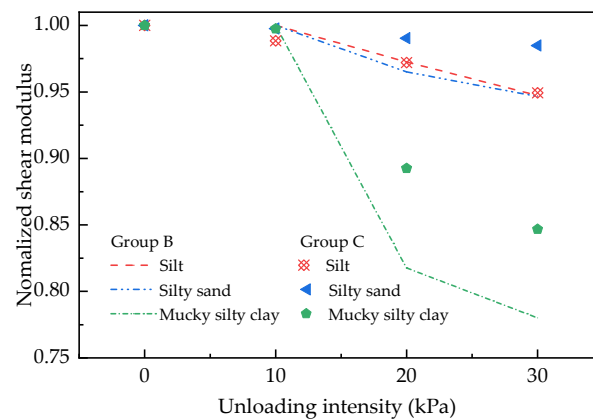 Nomalized shear modulus
1.00
0.95
0.90
0.85
0.80
0.75
Group B Group C
Silt Silt
Silty sand Silty sand
Mucky silty clay Mucky silty clay
0 10 20 30
Unloading intensity (kPa)